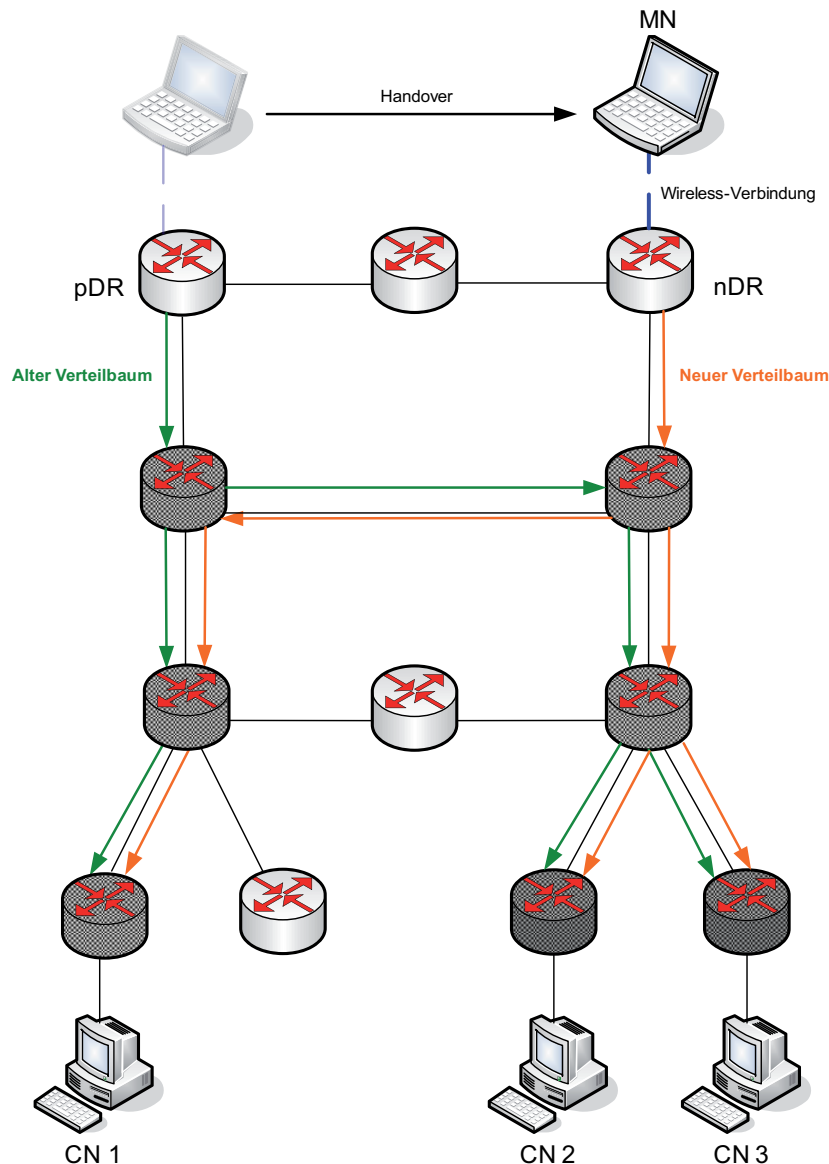 MN
Handover
Wireless-Verbindung
pDR
nDR
Alter Verteilbaum
Neuer Verteilbaum
CN 1
CN 2
CN 3